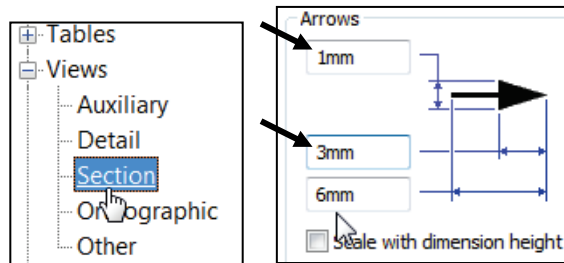 Tables
Views
Auxiliary
Detail
Section
Orthographic
Other
Arrows
1mm
3mm
6mm
Scale with dimension height